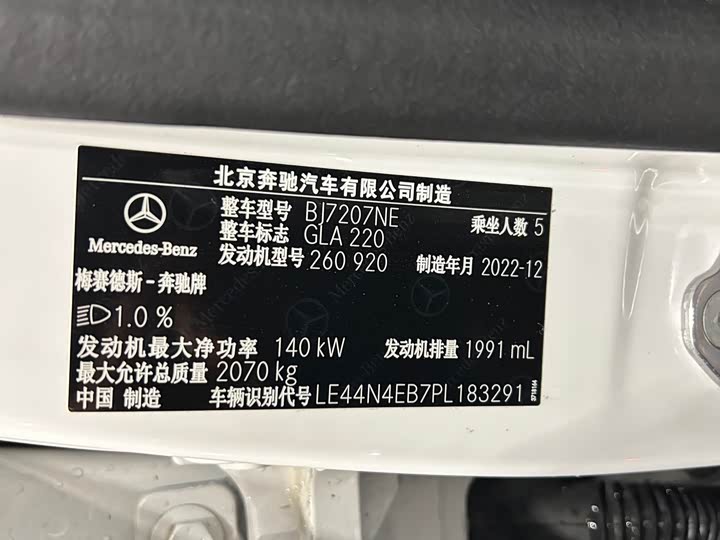 北京奔驰汽车有限公司制造
整车型号 BJ7207NE 乘坐人数 5
整车标志 GLA 220
发动机型号 260 920 制造年月 2022-12
Mercedes-Benz
梅赛德斯-奔驰牌
1.0 %
发动机最大净功率 140 kW 发动机排量 1991 mL
最大允许总质量 2070 kg
中国 制造 车辆识别代号 LE44N4EB7PL183291